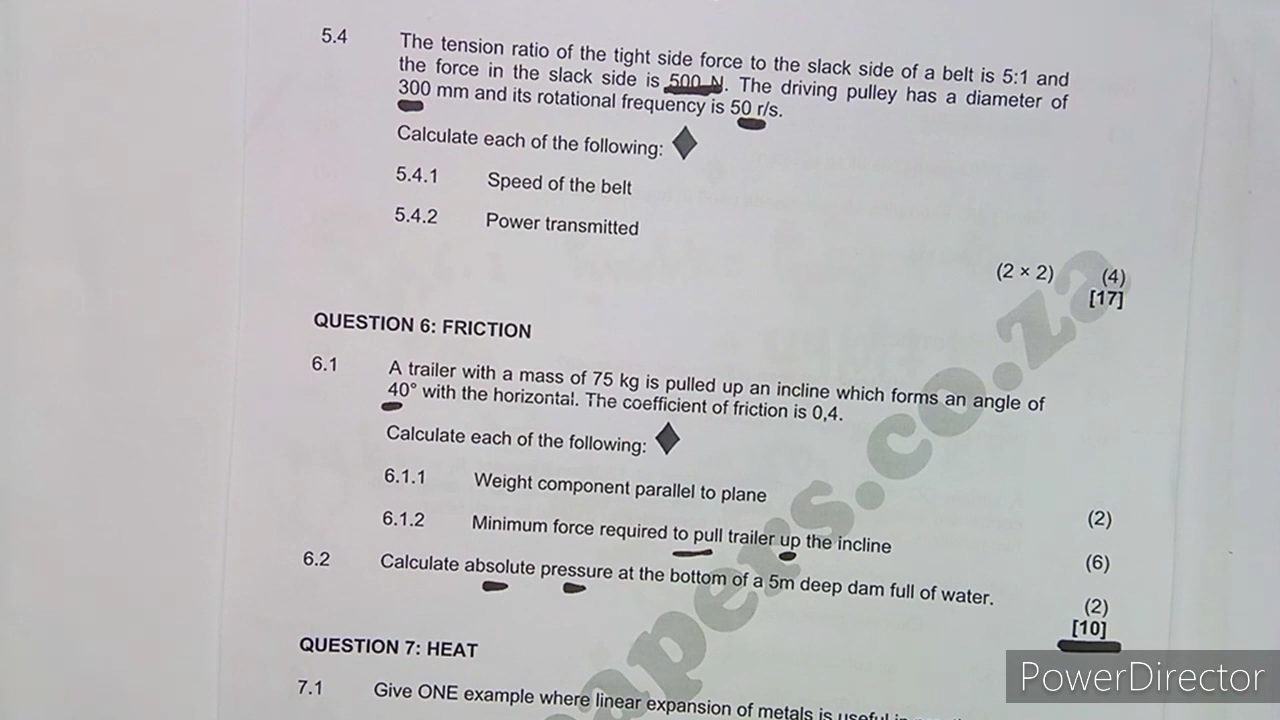 5.4 The tension ratio of the tight side force to the slack side of a belt is 5:1 and
the force in the slack side is 500 N. The driving pulley has a diameter of
300 mm and its rotational frequency is 50 r/s.
Calculate each of the following:
5.4.1 Speed of the belt
5.4.2 Power transmitted
(2 × 2) (4)
[17]
QUESTION 6: FRICTION
6.1 A trailer with a mass of 75 kg is pulled up an incline which forms an angle of
40° with the horizontal. The coefficient of friction is 0,4.
Calculate each of the following:
6.1.1 Weight component parallel to plane (2)
6.1.2 Minimum force required to pull trailer up the incline (6)
6.2 Calculate absolute pressure at the bottom of a 5m deep dam full of water. (2)
[10]
QUESTION 7: HEAT
7.1 Give ONE example where linear expansion of metals is useful in
apers.co.za
PowerDirector